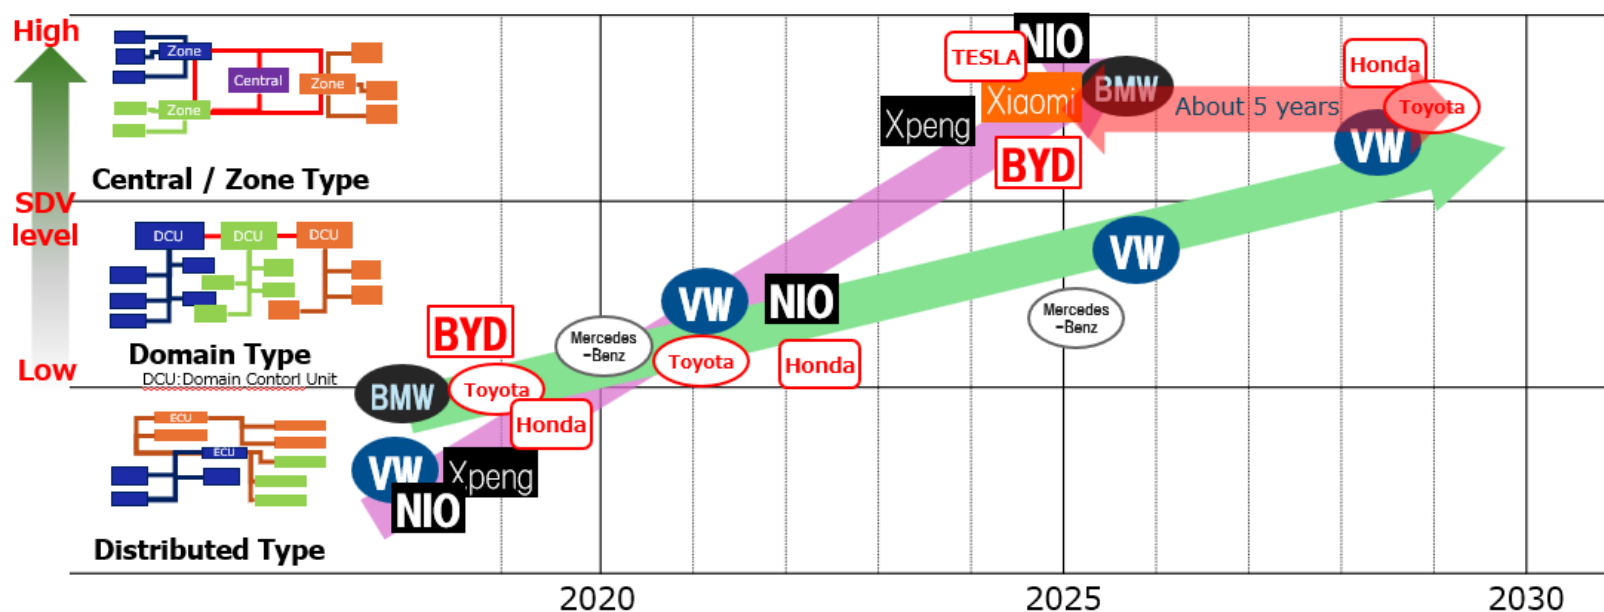 High
SDV
level
Low
Zone
Central
Zone
Zone
Central / Zone Type
DCU
DCU
DCU
Domain Type
DCU:Domain Contorl Unit
ECU
ECU
Distributed Type
TESLA
NIO
Xiaomi
BMW
Xpeng
BYD
About 5 years
Honda
Toyota
VW
VW
Mercedes
-Benz
VW
NIO
BYD
Mercedes
-Benz
Toyota
Honda
BMW
Toyota
Honda
VW
Xpeng
NIO
2020
2025
2030